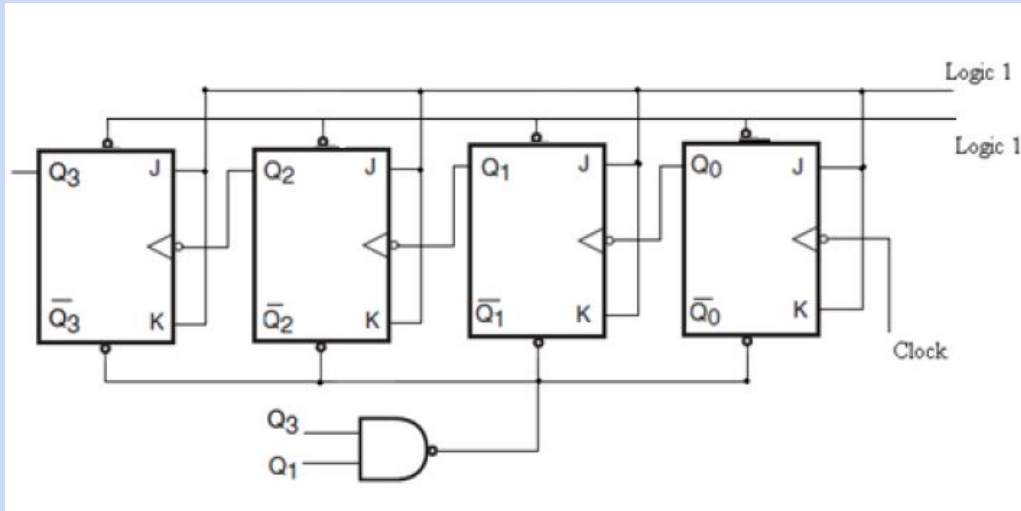 Logic 1
Logic 1
Q3 J Q2 J Q1 J Q0 J
Q̅3 K Q̅2 K Q̅1 K Q̅0 K
Clock
Q3
Q1